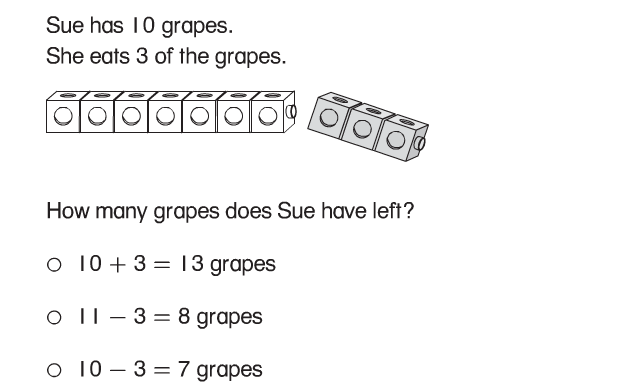 Sue has 10 grapes.
She eats 3 of the grapes.
How many grapes does Sue have left?
10 + 3 = 13 grapes
11 – 3 = 8 grapes
10 – 3 = 7 grapes